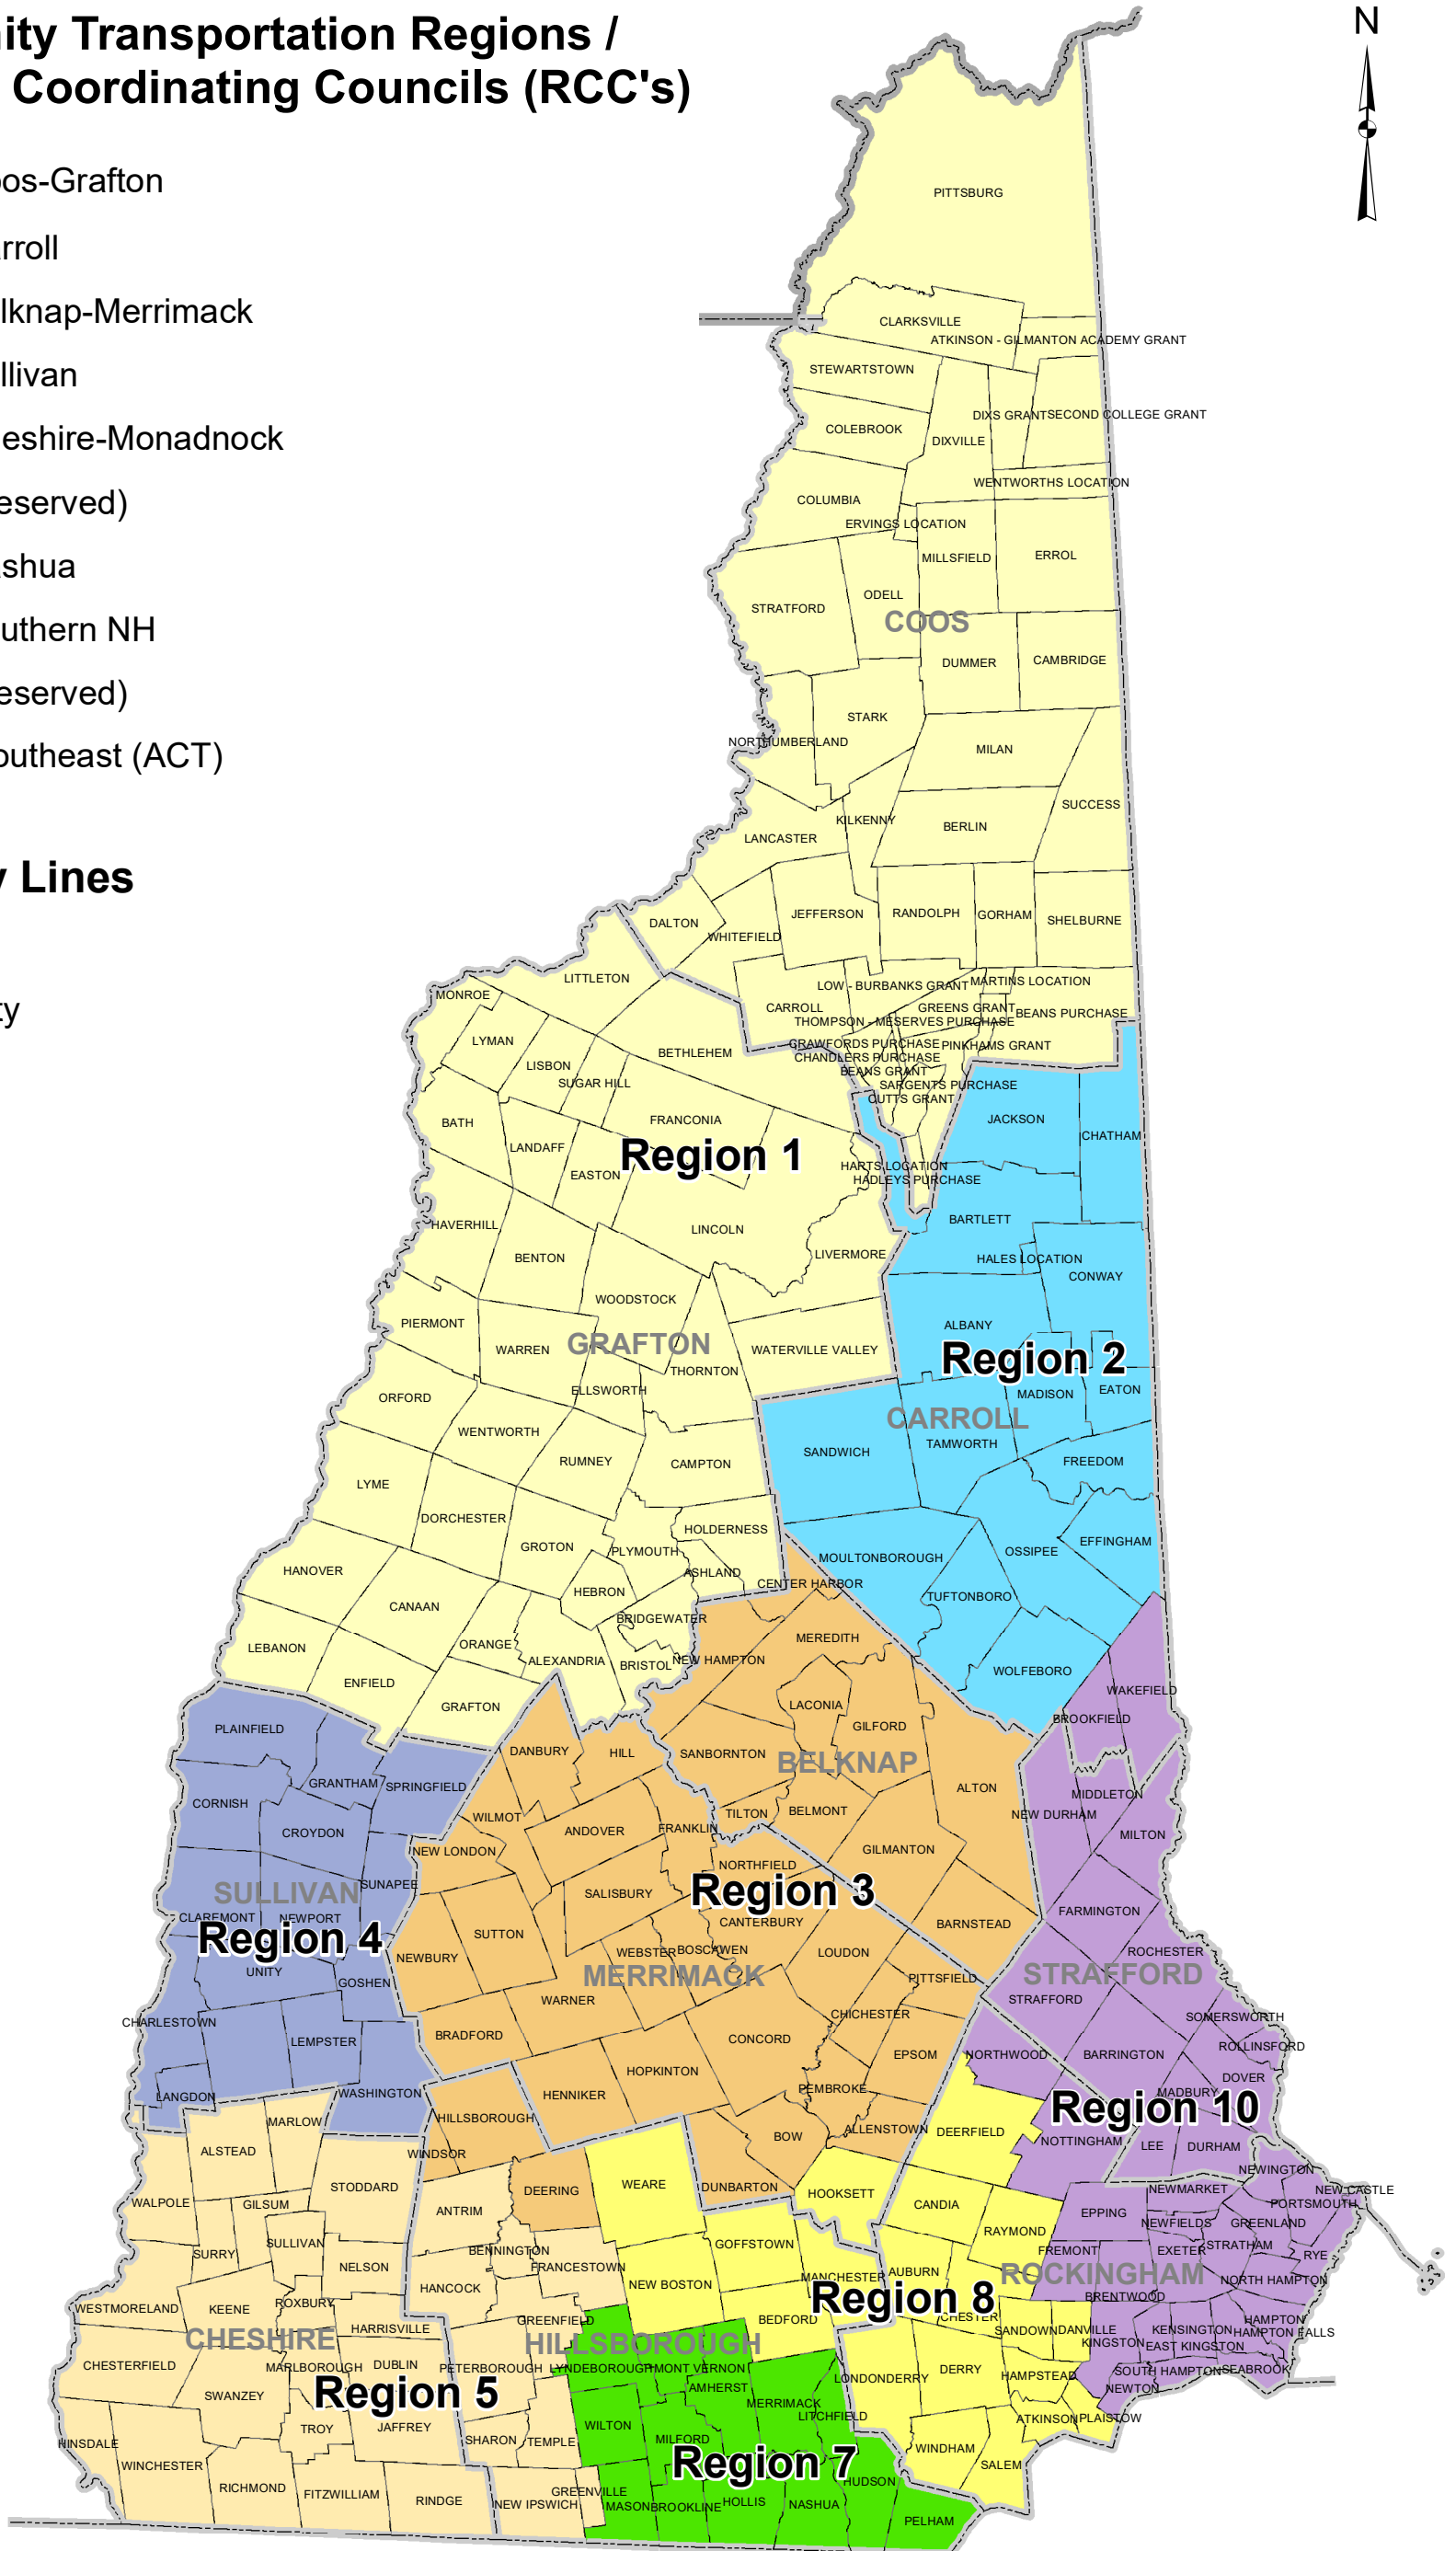 ity Transportation Regions /
Coordinating Councils (RCC's)
N
os-Grafton
rroll
lknap-Merrimack
llivan
eshire-Monadnock
eserved)
shua
uthern NH
eserved)
outheast (ACT)
y Lines
ty
PITTSBURG
CLARKSVILLE
ATKINSON - GILMANTON ACADEMY GRANT
STEWARTSTOWN
DIXS GRANT SECOND COLLEGE GRANT
COLEBROOK
DIXVILLE
WENTWORTHS LOCATION
COLUMBIA
ERVINGS LOCATION
MILLSFIELD
ERROL
ODELL
STRATFORD
COOS
DUMMER
CAMBRIDGE
STARK
NORTHUMBERLAND
MILAN
SUCCESS
KILKENNY
BERLIN
LANCASTER
DALTON
JEFFERSON
RANDOLPH
GORHAM
SHELBURNE
WHITEFIELD
LITTLETON
LOW - BURBANKS GRANT
MARTINS LOCATION
MONROE
CARROLL
GREENS GRANT
BEANS PURCHASE
THOMPSON - MESERVES PURCHASE
LYMAN
CRAWFORDS PURCHASE
PINKHAMS GRANT
BETHLEHEM
CHANDLERS PURCHASE
LISBON
BEANS GRANT
SUGAR HILL
SARGENTS PURCHASE
CUTTS GRANT
BATH
FRANCONIA
JACKSON
CHATHAM
LANDAFF
Region 1
EASTON
HARTS LOCATION
HADLEYS PURCHASE
HAVERHILL
LINCOLN
BARTLETT
BENTON
LIVERMORE
HALES LOCATION
CONWAY
WOODSTOCK
PIERMONT
ALBANY
WARREN
GRAFTON
WATERVILLE VALLEY
Region 2
THORNTON
ORFORD
ELLSWORTH
MADISON
EATON
CARROLL
WENTWORTH
SANDWICH
TAMWORTH
RUMNEY
CAMPTON
FREEDOM
LYME
DORCHESTER
HOLDERNESS
GROTON
PLYMOUTH
MOULTONBOROUGH
OSSIPEE
EFFINGHAM
HANOVER
ASHLAND
CENTER HARBOR
HEBRON
TUFTONBORO
CANAAN
BRIDGEWATER
MEREDITH
LEBANON
ORANGE
ALEXANDRIA
BRISTOL
NEW HAMPTON
WOLFEBORO
ENFIELD
WAKEFIELD
GRAFTON
LACONIA
BROOKFIELD
PLAINFIELD
GILFORD
DANBURY
HILL
SANBORNTON
BELKNAP
GRANTHAM
SPRINGFIELD
ALTON
MIDDLETON
CORNISH
WILMOT
TILTON
BELMONT
NEW DURHAM
CROYDON
ANDOVER
FRANKLIN
MILTON
NEW LONDON
GILMANTON
NORTHFIELD
SUNAPEE
SULLIVAN
SALISBURY
Region 3
FARMINGTON
CLAREMONT
NEWPORT
CANTERBURY
BARNSTEAD
Region 4
SUTTON
WEBSTER
BOSCAWEN
LOUDON
ROCHESTER
NEWBURY
UNITY
GOSHEN
MERRIMACK
PITTSFIELD
STRAFFORD
WARNER
STRAFFORD
CHARLESTOWN
CHICHESTER
SOMERSWORTH
BRADFORD
CONCORD
LEMPSTER
ROLLINSFORD
EPSOM
NORTHWOOD
BARRINGTON
HOPKINTON
DOVER
LANGDON
WASHINGTON
HENNIKER
PEMBROKE
MADBURY
Region 10
HILLSBOROUGH
MARLOW
ALLENSTOWN
DEERFIELD
BOW
NOTTINGHAM
LEE
DURHAM
ALSTEAD
WINDSOR
NEWINGTON
STODDARD
WEARE
DUNBARTON
NEWMARKET
NEW CASTLE
DEERING
HOOKSETT
WALPOLE
GILSUM
CANDIA
PORTSMOUTH
ANTRIM
EPPING
NEWFIELDS
GREENLAND
RAYMOND
SULLIVAN
GOFFSTOWN
STRATHAM
SURRY
BENNINGTON
FREMONT
EXETER
RYE
NELSON
FRANCESTOWN
AUBURN
ROCKINGHAM
MANCHESTER
NORTH HAMPTON
HANCOCK
NEW BOSTON
Region 8
BRENTWOOD
WESTMORELAND
KEENE
ROXBURY
GREENFIELD
BEDFORD
CHESTER
HAMPTON
HARRISVILLE
SANDOWN
DANVILLE
KENSINGTON
HAMPTON FALLS
CHESHIRE
HILLSBOROUGH
KINGSTON
EAST KINGSTON
CHESTERFIELD
MARLBOROUGH
DUBLIN
PETERBOROUGH
LYNDEBOROUGH
MONT VERNON
DERRY
HAMPSTEAD
SOUTH HAMPTON
SEABROOK
LONDONDERRY
AMHERST
NEWTON
SWANZEY
Region 5
MERRIMACK
LITCHFIELD
ATKINSON
PLAISTOW
TROY
JAFFREY
WILTON
HINSDALE
SHARON
TEMPLE
MILFORD
WINDHAM
Region 7
SALEM
WINCHESTER
HUDSON
RICHMOND
FITZWILLIAM
GREENVILLE
RINDGE
NEW IPSWICH
MASON
BROOKLINE
HOLLIS
NASHUA
PELHAM